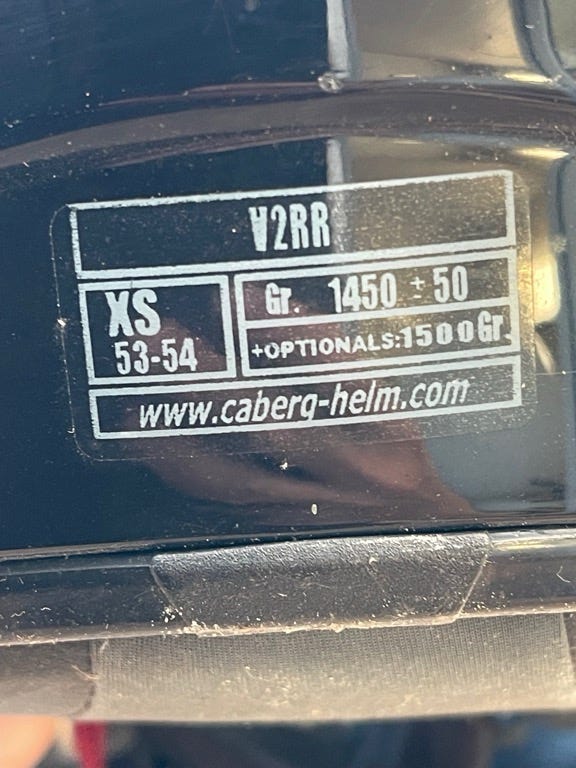 V2RR
XS
53-54
Gr. 1450 ± 50
+OPTIONALS:1500Gr.
www.caberg-helm.com